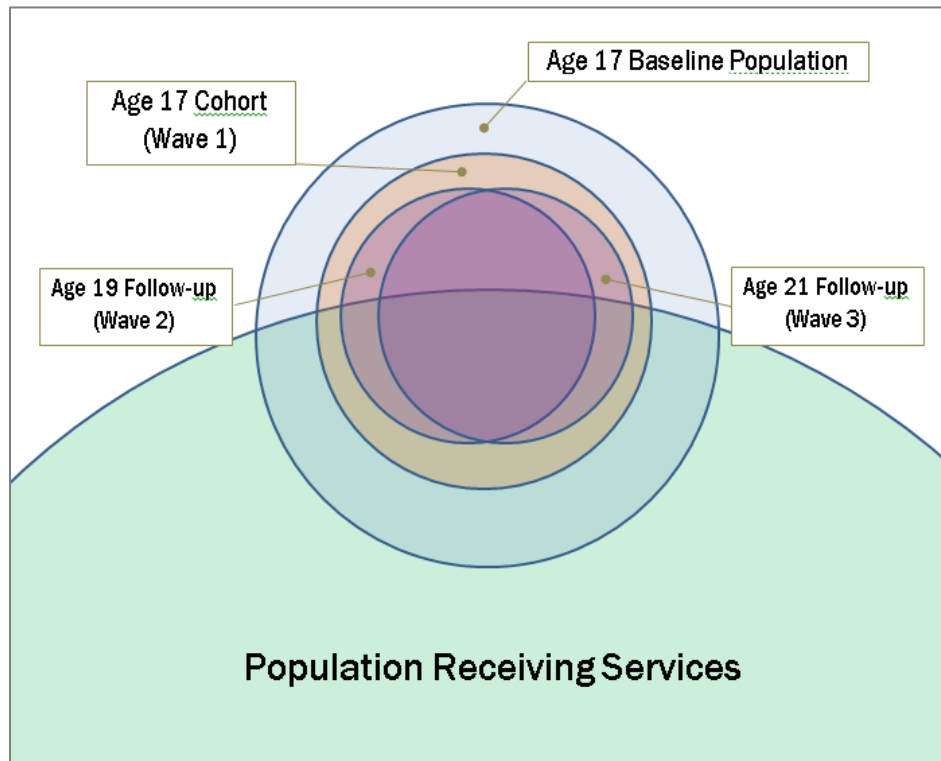 Age 17 Baseline Population
Age 17 Cohort
(Wave 1)
Age 19 Follow-up
(Wave 2)
Age 21 Follow-up
(Wave 3)
Population Receiving Services